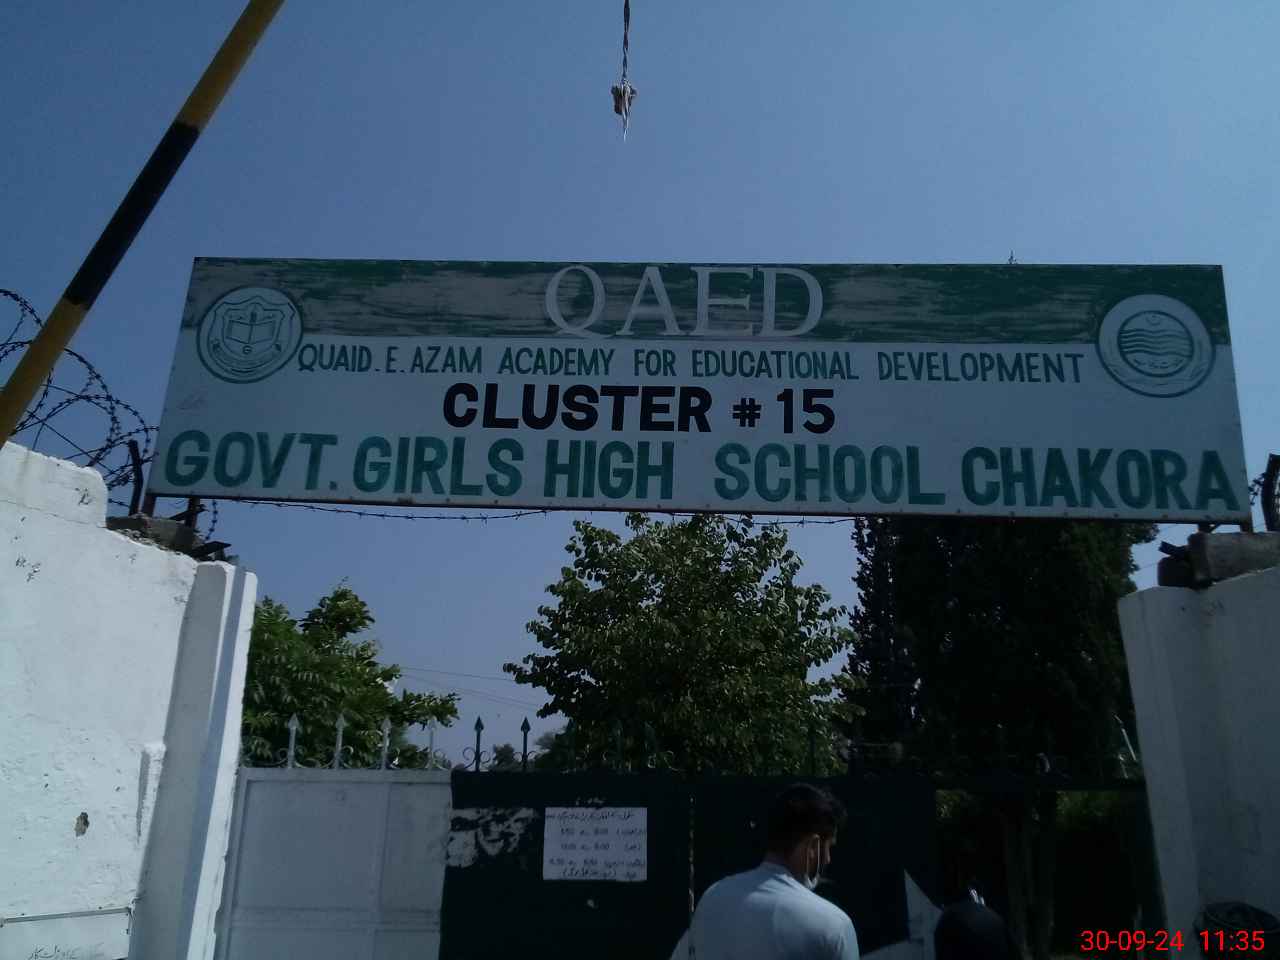 QAED
QUAID.E.AZAM ACADEMY FOR EDUCATIONAL DEVELOPMENT
CLUSTER # 15
GOVT. GIRLS HIGH SCHOOL CHAKORA
30-09-24 11:35